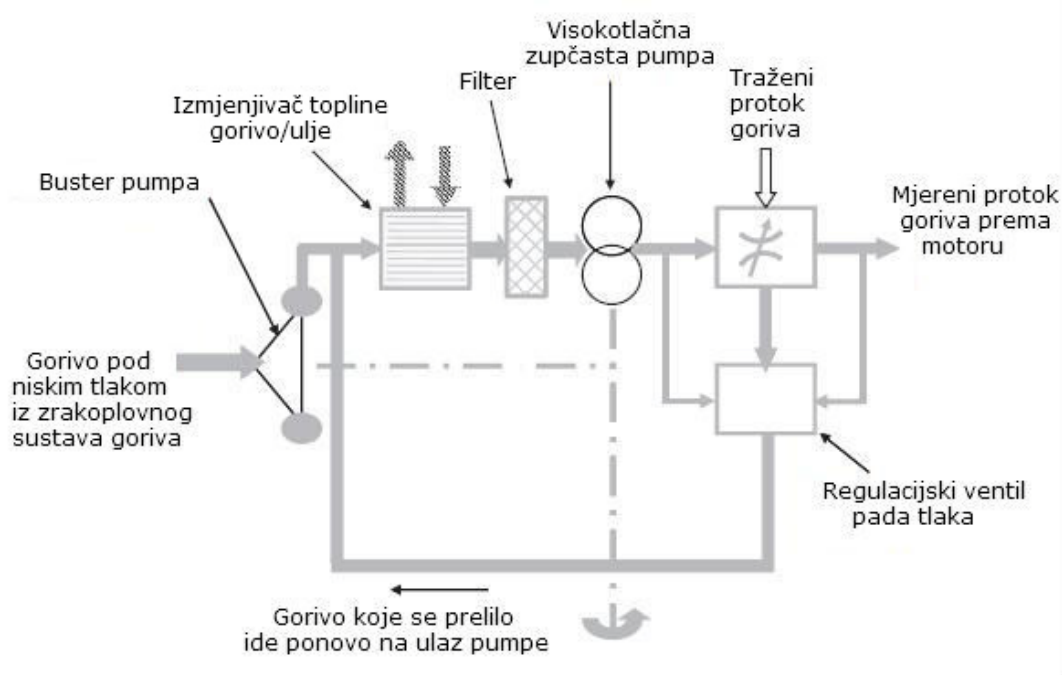 Visokotlačna
zupčasta pumpa
Filter
Traženi
protok
goriva
Izmjenjivač topline
gorivo/ulje
Buster pumpa
Mjereni protok
goriva prema
motoru
Gorivo pod
niskim tlakom
iz zrakoplovnog
sustava goriva
Regulacijski ventil
pada tlaka
Gorivo koje se prelilo
ide ponovo na ulaz pumpe